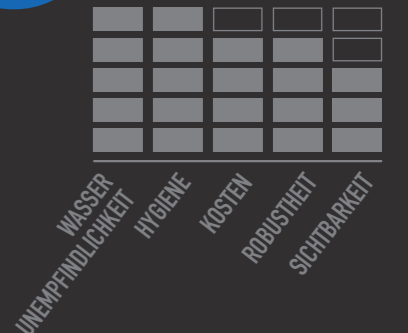 WASSER
UNEMPFINDLICHKEIT
HYGIENE
KOSTEN
ROBUSTHEIT
SICHTBARKEIT